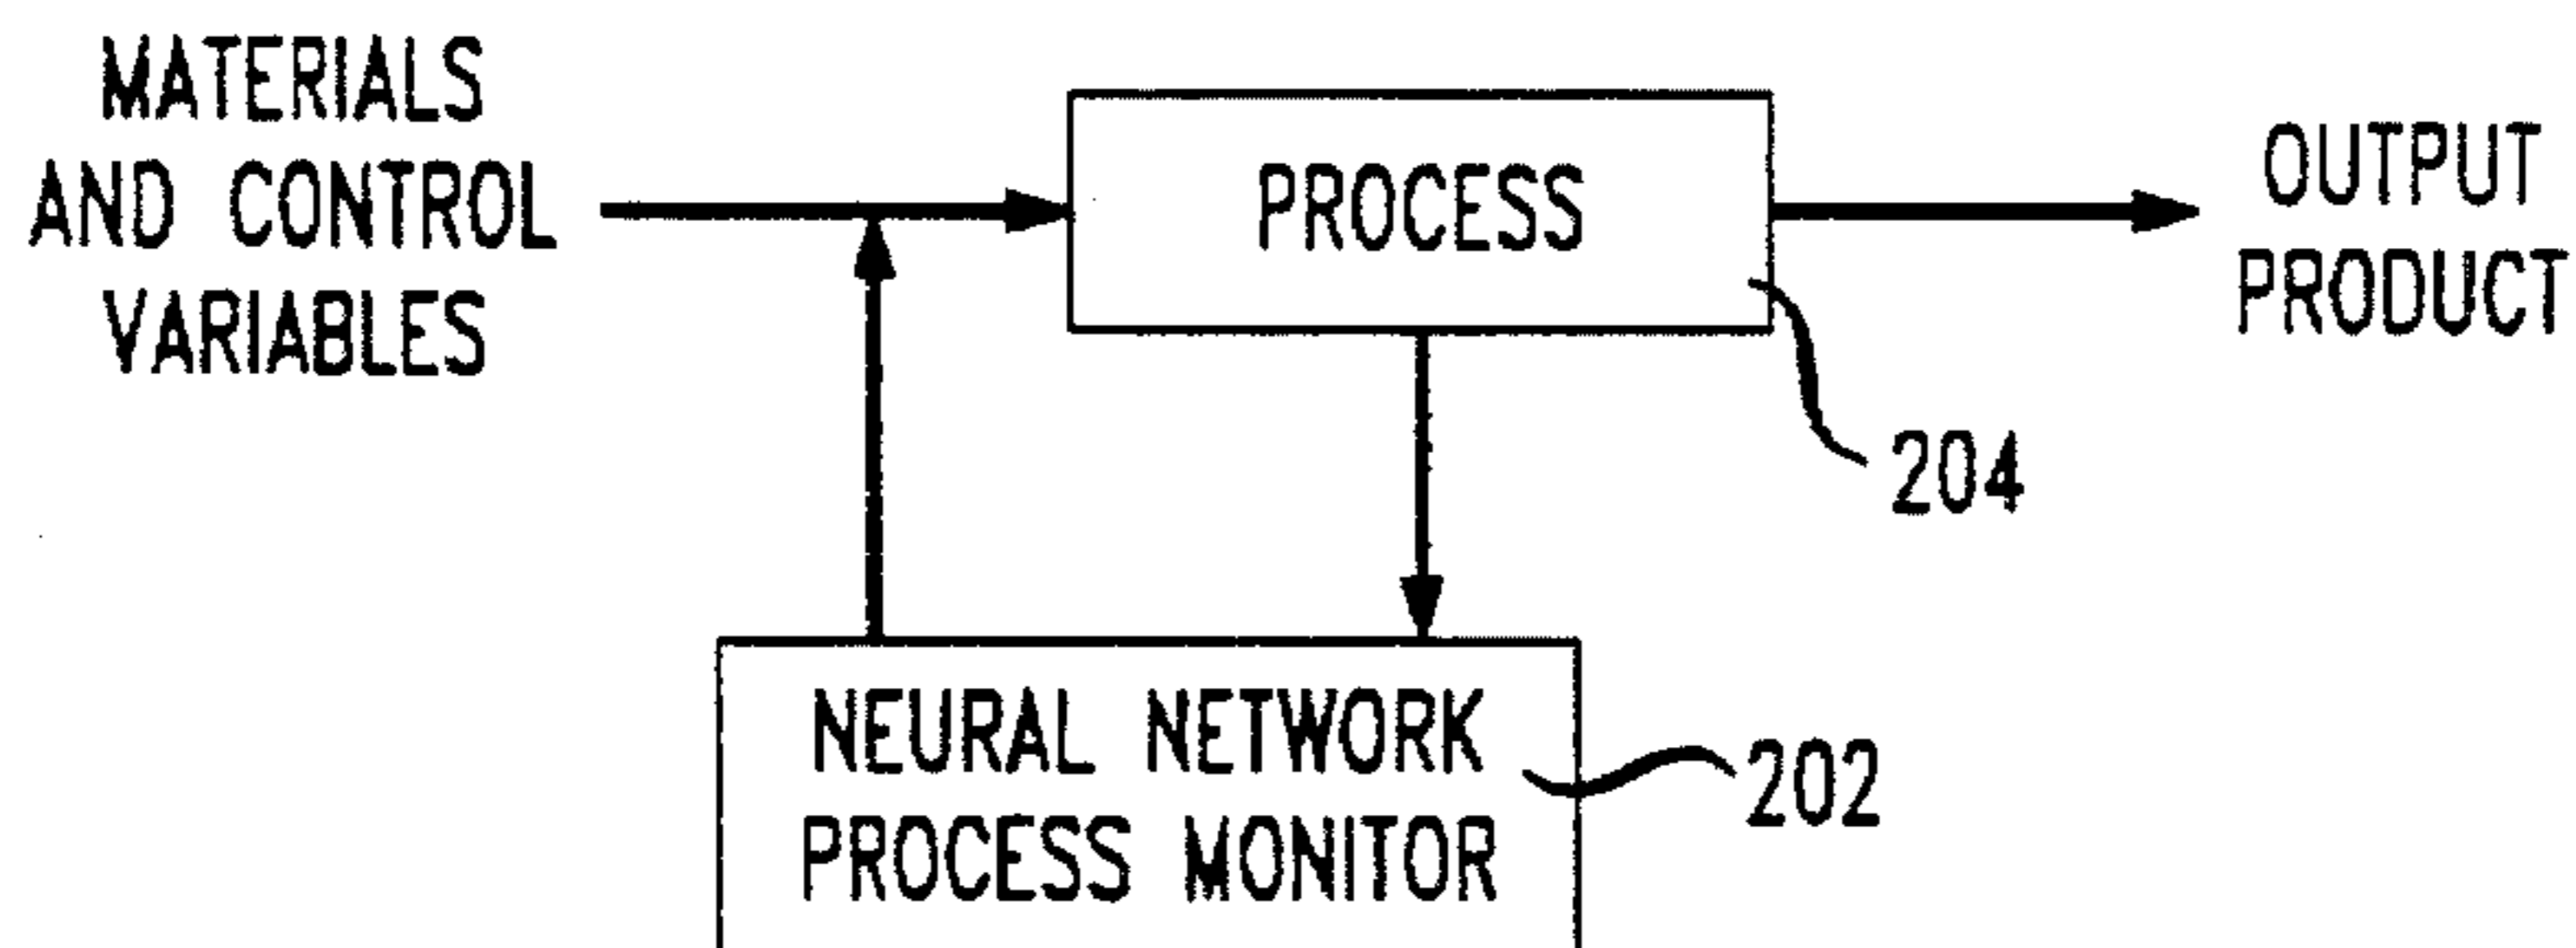 MATERIALS
AND CONTROL
VARIABLES
PROCESS
OUTPUT
PRODUCT
204
NEURAL NETWORK
PROCESS MONITOR
202